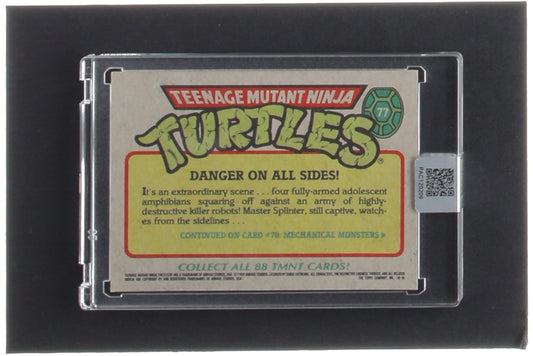 TEENAGE MUTANT NINJA
TURTLES®
77
DANGER ON ALL SIDES!
It's an extraordinary scene . . . four fully-armed adolescent
amphibians squaring off against an army of highly-
destructive killer robots! Master Splinter, still captive, watch-
es from the sidelines . . .
CONTINUED ON CARD #78: MECHANICAL MONSTERS
COLLECT ALL 88 TMNT CARDS!